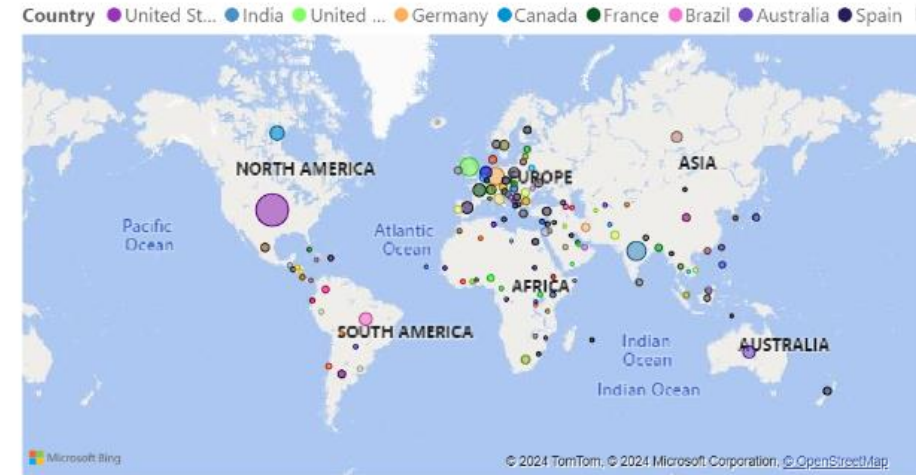 Country United St... India United ... Germany Canada France Brazil Australia Spain
NORTH AMERICA
EUROPE
ASIA
Pacific
Ocean
Atlantic
Ocean
AFRICA
SOUTH AMERICA
Indian
Ocean
AUSTRALIA
Indian Ocean
Microsoft Bing
© 2024 TomTom, © 2024 Microsoft Corporation, © OpenStreetMap